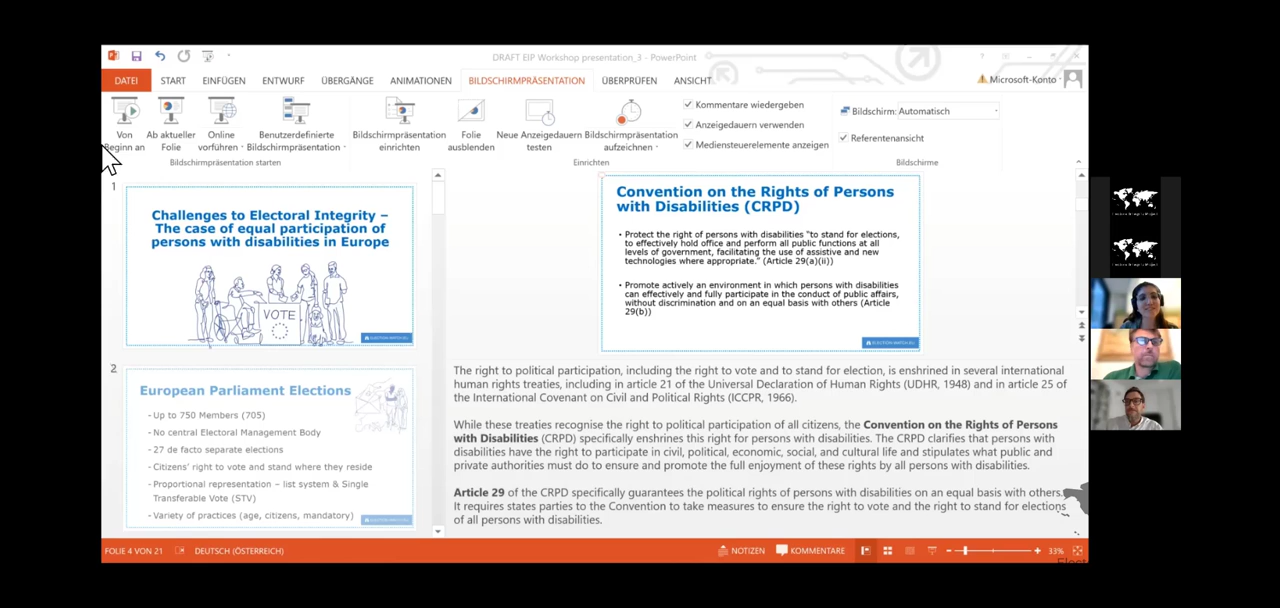 DRAFT EIP Workshop presentation_3 - PowerPoint
DATEI START EINFÜGEN ENTWURF ÜBERGÄNGE ANIMATIONEN BILDSCHIRMPRÄSENTATION ÜBERPRÜFEN ANSICHT
Microsoft-Konto
Von Beginn an
Ab aktueller Folie
Online vorführen
Benutzerdefinierte Bildschirmpräsentation
Bildschirmpräsentation einrichten
Folie ausblenden
Neue Anzeigedauern testen
Bildschirmpräsentation aufzeichnen
Kommentare wiedergeben
Anzeigedauern verwenden
Mediensteuerelemente anzeigen
Bildschirm: Automatisch
Referentenansicht
Bildschirmpräsentation starten
Einrichten
Bildschirme
1
Challenges to Electoral Integrity –
The case of equal participation of
persons with disabilities in Europe
VOTE
ELECTION-WATCH.EU
2
European Parliament Elections
- Up to 750 Members (705)
- No central Electoral Management Body
- 27 de facto separate elections
- Citizens' right to vote and stand where they reside
- Proportional representation – list system & Single
Transferable Vote (STV)
- Variety of practices (age, citizens, mandatory)
ELECTION-WATCH.EU
Convention on the Rights of Persons
with Disabilities (CRPD)
• Protect the right of persons with disabilities "to stand for elections,
to effectively hold office and perform all public functions at all
levels of government, facilitating the use of assistive and new
technologies where appropriate." (Article 29(a)(ii))
• Promote actively an environment in which persons with disabilities
can effectively and fully participate in the conduct of public affairs,
without discrimination and on an equal basis with others (Article
29(b))
ELECTION-WATCH.EU
The right to political participation, including the right to vote and to stand for election, is enshrined in several international
human rights treaties, including in article 21 of the Universal Declaration of Human Rights (UDHR, 1948) and in article 25 of
the International Covenant on Civil and Political Rights (ICCPR, 1966).
While these treaties recognise the right to political participation of all citizens, the Convention on the Rights of Persons
with Disabilities (CRPD) specifically enshrines this right for persons with disabilities. The CRPD clarifies that persons with
disabilities have the right to participate in civil, political, economic, social, and cultural life and stipulates what public and
private authorities must do to ensure and promote the full enjoyment of these rights by all persons with disabilities.
Article 29 of the CRPD specifically guarantees the political rights of persons with disabilities on an equal basis with others.
It requires states parties to the Convention to take measures to ensure the right to vote and the right to stand for elections
of all persons with disabilities.
FOLIE 4 VON 21 DEUTSCH (ÖSTERREICH) NOTIZEN KOMMENTARE 33%